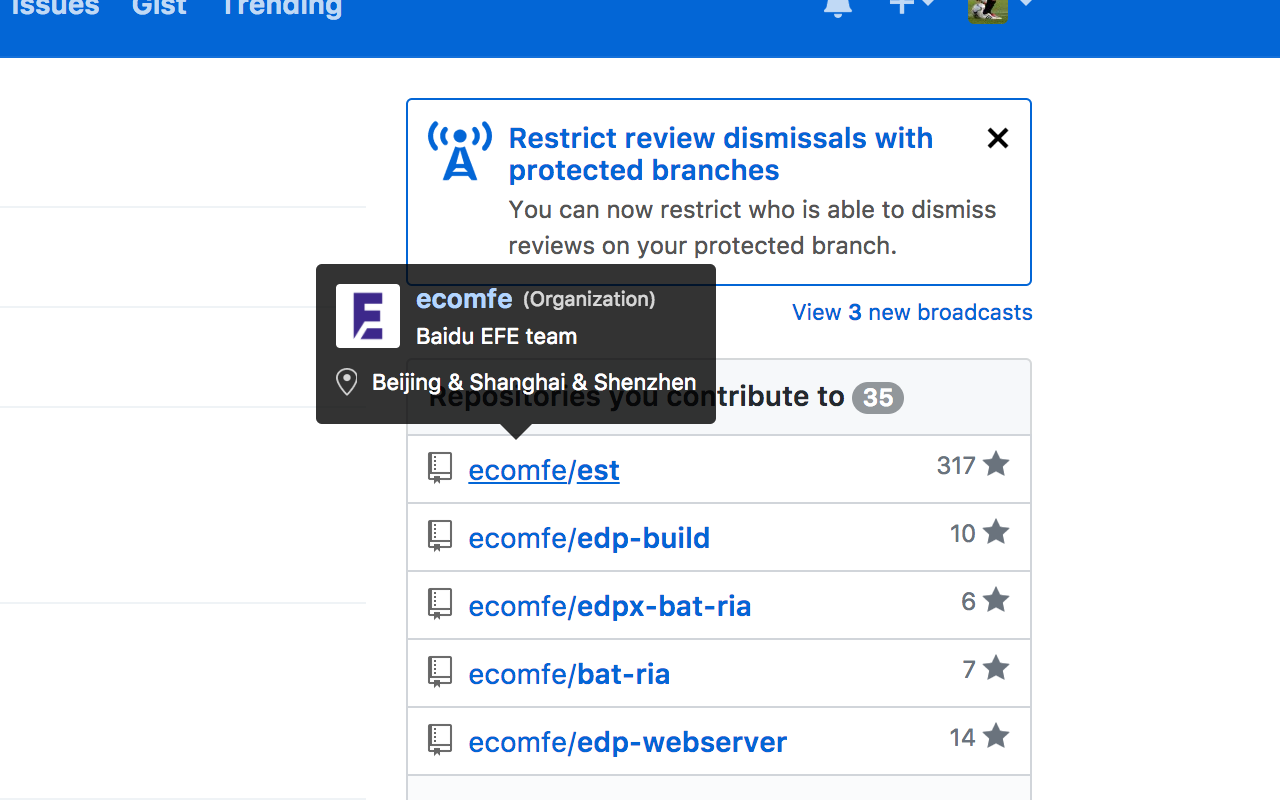 Issues Gist Trending
Restrict review dismissals with
protected branches
You can now restrict who is able to dismiss
reviews on your protected branch.
ecomfe (Organization)
Baidu EFE team
Beijing & Shanghai & Shenzhen
View 3 new broadcasts
Repositories you contribute to 35
ecomfe/est 317
ecomfe/edp-build 10
ecomfe/edpx-bat-ria 6
ecomfe/bat-ria 7
ecomfe/edp-webserver 14